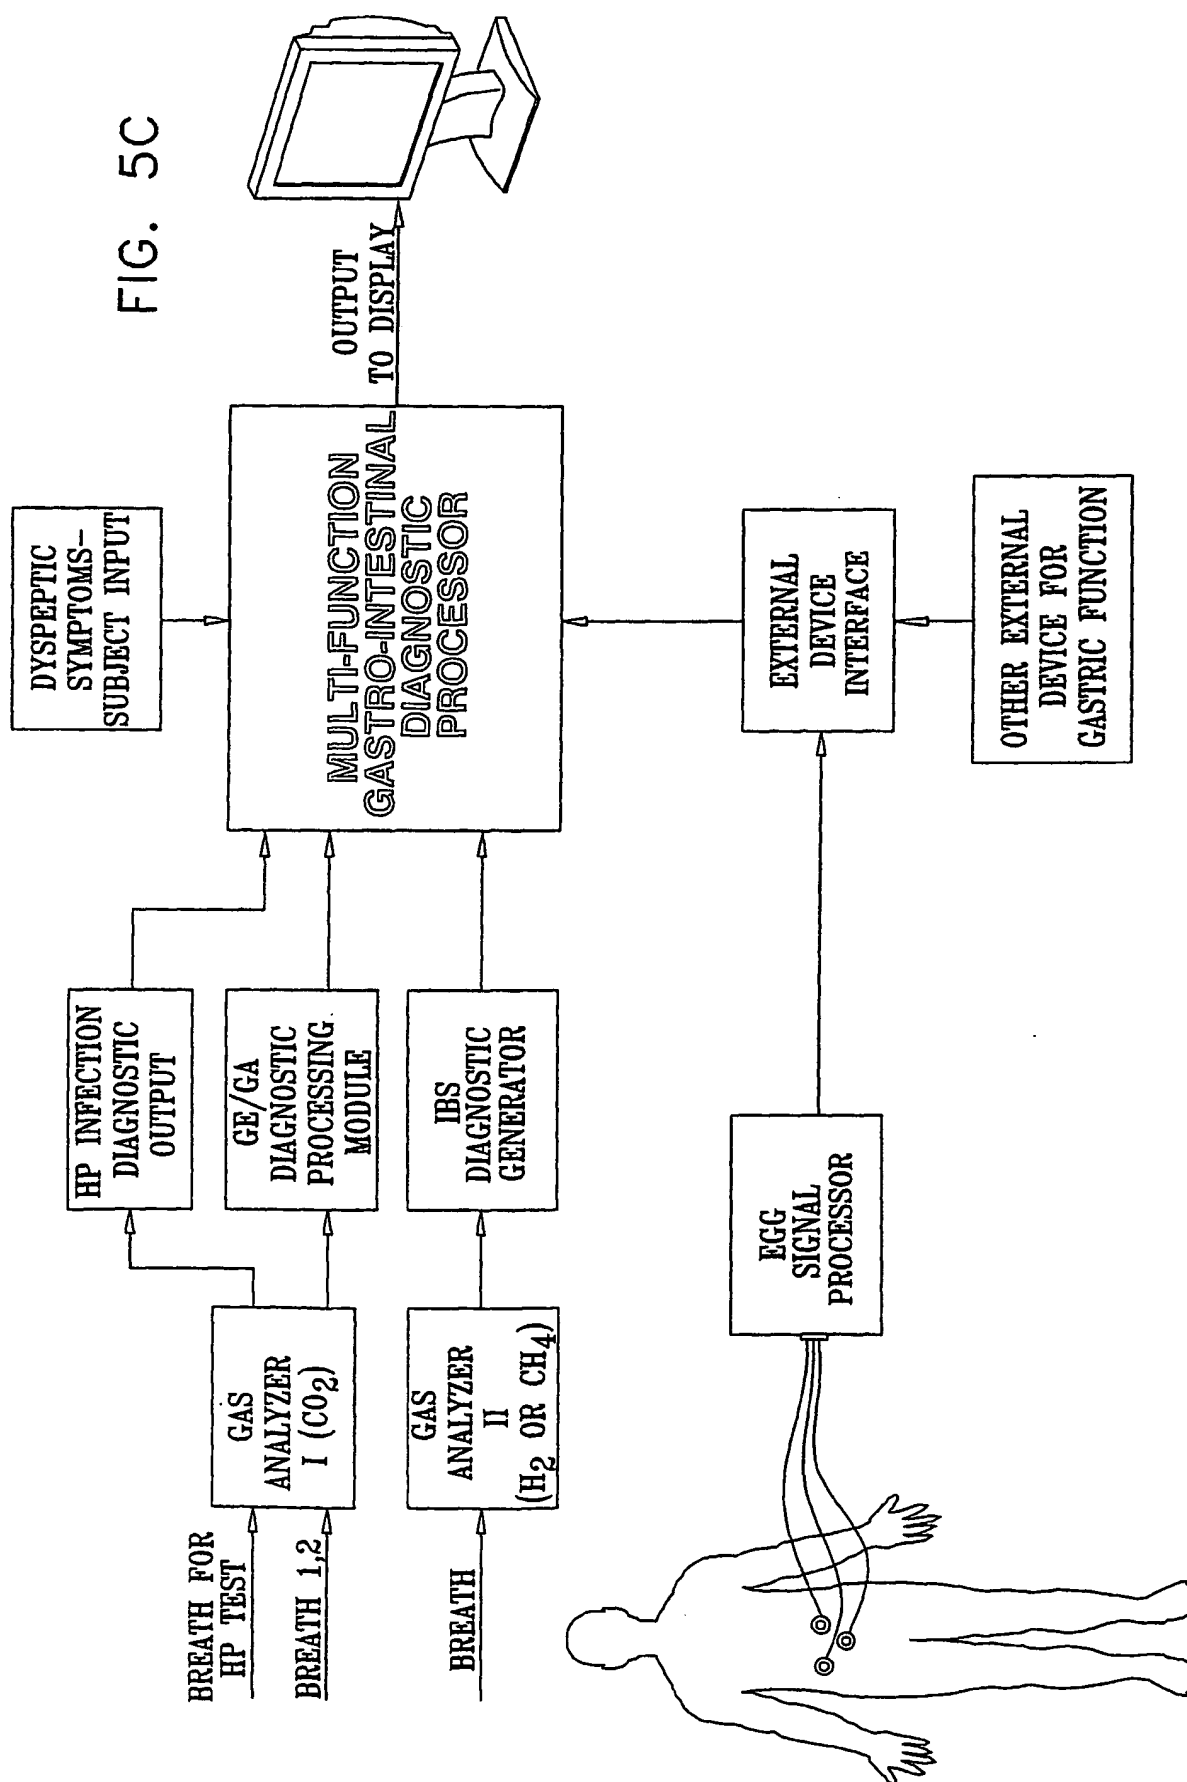 FIG. 5C
DYSPEPTIC
SYMPTOMS-
SUBJECT INPUT
BREATH FOR
HP TEST
BREATH 1,2
GAS
ANALYZER
I (CO₂)
HP INFECTION
DIAGNOSTIC
OUTPUT
GE/GA
DIAGNOSTIC
PROCESSING
MODULE
BREATH
GAS
ANALYZER
II
(H₂ OR CH₄)
IBS
DIAGNOSTIC
GENERATOR
MULTI-FUNCTION
GASTRO-INTESTINAL
DIAGNOSTIC
PROCESSOR
OUTPUT
TO DISPLAY
EGG
SIGNAL
PROCESSOR
EXTERNAL
DEVICE
INTERFACE
OTHER EXTERNAL
DEVICE FOR
GASTRIC FUNCTION